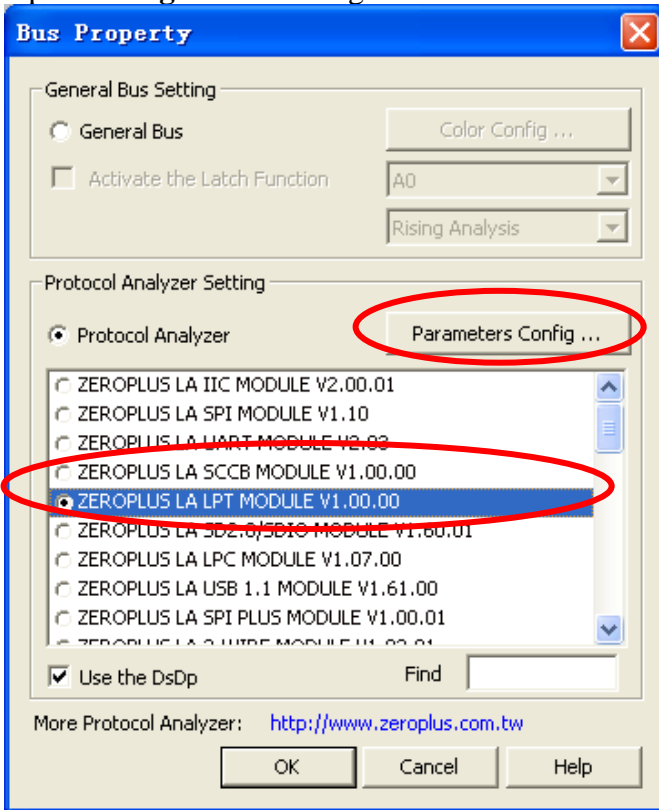 Bus Property
General Bus Setting
General Bus
Color Config ...
Activate the Latch Function
A0
Rising Analysis
Protocol Analyzer Setting
Protocol Analyzer
Parameters Config ...
ZEROPLUS LA IIC MODULE V2.00.01
ZEROPLUS LA SPI MODULE V1.10
ZEROPLUS LA UART MODULE V2.03
ZEROPLUS LA SCCB MODULE V1.00.00
ZEROPLUS LA LPT MODULE V1.00.00
ZEROPLUS LA SD2.0/SDIO MODULE V1.60.01
ZEROPLUS LA LPC MODULE V1.07.00
ZEROPLUS LA USB 1.1 MODULE V1.61.00
ZEROPLUS LA SPI PLUS MODULE V1.00.01
ZEROPLUS LA 3-WIRE MODULE
Use the DsDp
Find
More Protocol Analyzer: http://www.zeroplus.com.tw
OK
Cancel
Help